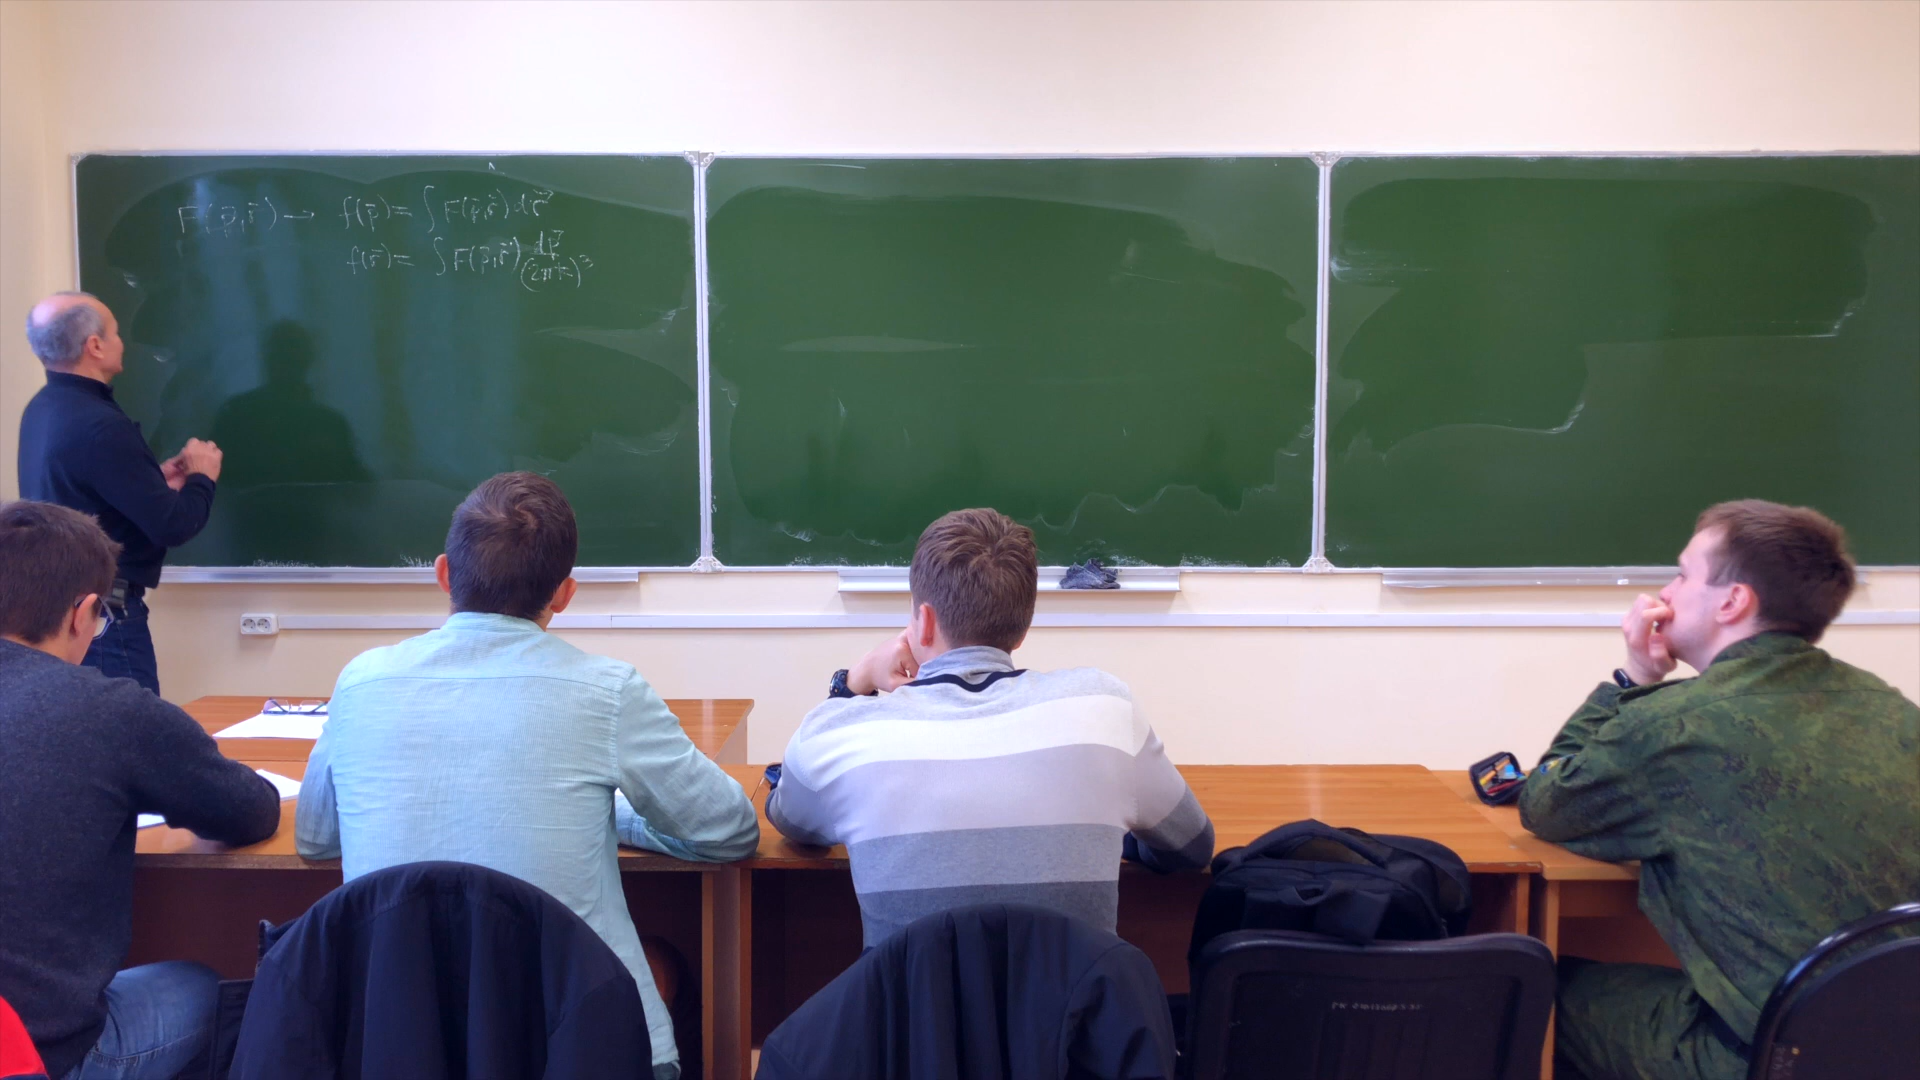 F(p⃗,r⃗) → f(p⃗) = ∫ F(p⃗,r⃗) dr⃗
f(r⃗) = ∫ F(p⃗,r⃗) dp⃗/(2πħ)³